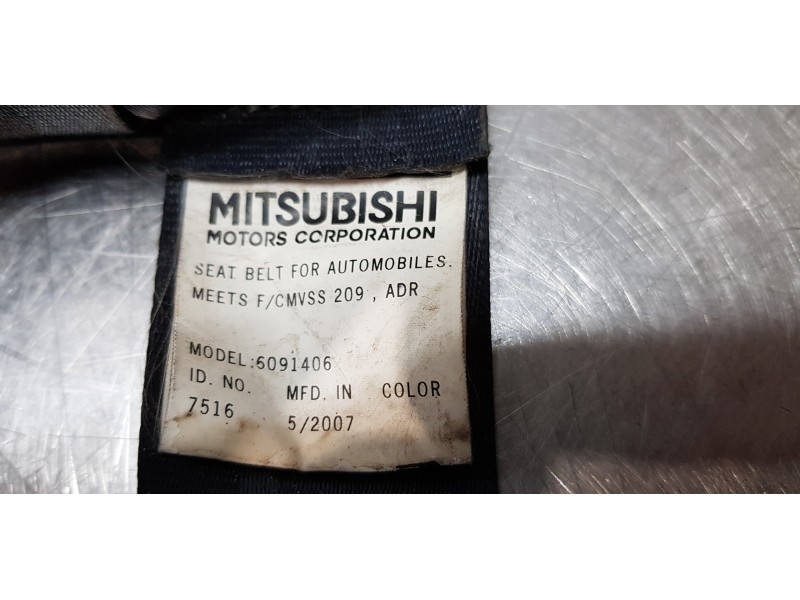 MITSUBISHI
MOTORS CORPORATION
SEAT BELT FOR AUTOMOBILES.
MEETS F/CMVSS 209 , ADR
MODEL:6091406
ID. NO. MFD. IN COLOR
7516 5/2007